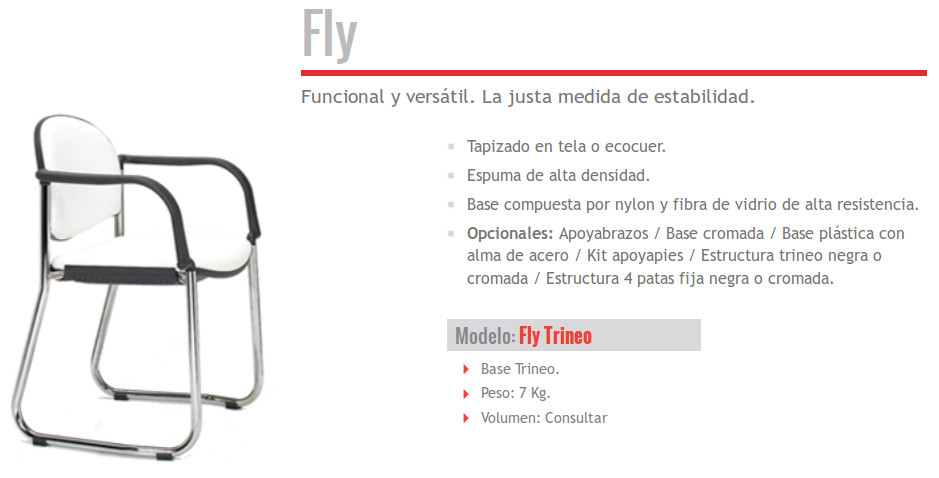 Fly
Funcional y versátil. La justa medida de estabilidad.
Tapizado en tela o ecocuer.
Espuma de alta densidad.
Base compuesta por nylon y fibra de vidrio de alta resistencia.
Opcionales: Apoyabrazos / Base cromada / Base plástica con
alma de acero / Kit apoyapies / Estructura trineo negra o
cromada / Estructura 4 patas fija negra o cromada.
Modelo: Fly Trineo
Base Trineo.
Peso: 7 Kg.
Volumen: Consultar